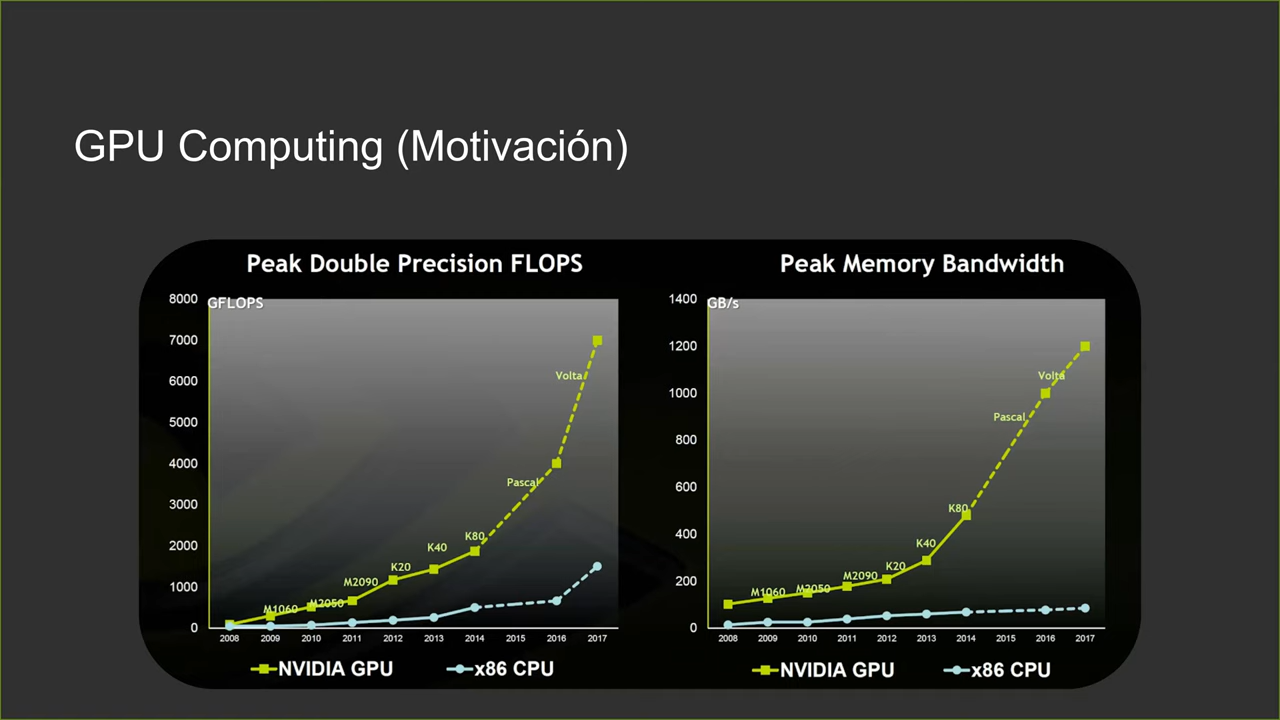 GPU Computing (Motivación)
Peak Double Precision FLOPS
GFLOPS
8000
7000
6000
5000
4000
3000
2000
1000
0
Volta
Pascal
K80
K40
K20
M2090
M2050
M1060
2008 2009 2010 2011 2012 2013 2014 2015 2016 2017
NVIDIA GPU x86 CPU
Peak Memory Bandwidth
GB/s
1400
1200
1000
800
600
400
200
0
Volta
Pascal
K80
K40
K20
M2090
M2050
M1060
2008 2009 2010 2011 2012 2013 2014 2015 2016 2017
NVIDIA GPU x86 CPU